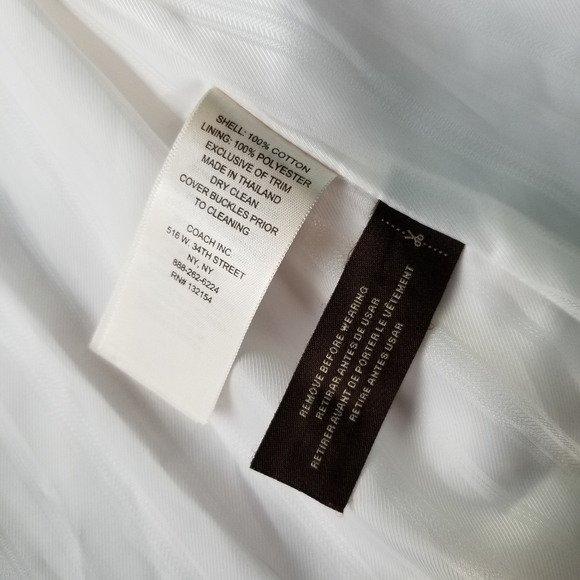 SHELL: 100% COTTON
LINING: 100% POLYESTER
EXCLUSIVE OF TRIM
MADE IN THAILAND
DRY CLEAN
COVER BUCKLES PRIOR
TO CLEANING
COACH INC.
516 W. 34TH STREET
NY, NY
888-262-6224
RN# 132154
REMOVE BEFORE WEARING
RETIRAR ANTES DE USAR
RETIRER AVANT DE PORTER LE VÊTEMENT
RETIRE ANTES USAR